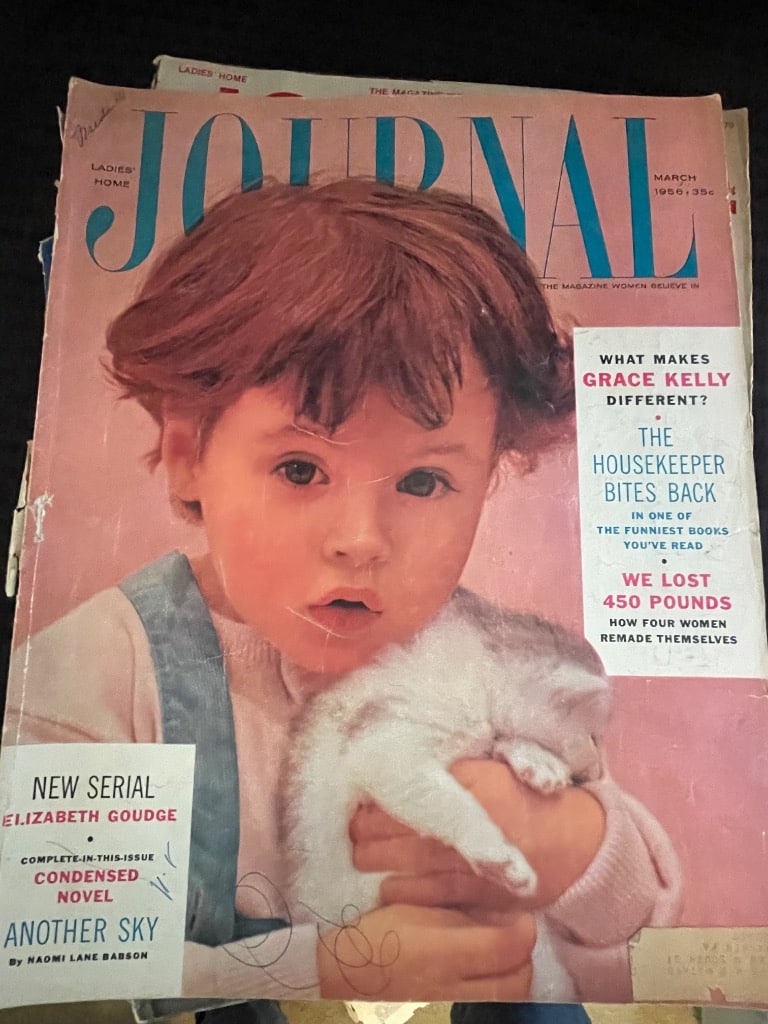 LADIES' HOME
THE MAGAZINE
JOURNAL
LADIES'
HOME
MARCH
1956 • 35c
THE MAGAZINE WOMEN BELIEVE IN
WHAT MAKES
GRACE KELLY
DIFFERENT?
•
THE
HOUSEKEEPER
BITES BACK
IN ONE OF
THE FUNNIEST BOOKS
YOU'VE READ
•
WE LOST
450 POUNDS
HOW FOUR WOMEN
REMADE THEMSELVES
NEW SERIAL
ELIZABETH GOUDGE
•
COMPLETE-IN-THIS-ISSUE
CONDENSED
NOVEL
ANOTHER SKY
By NAOMI LANE BABSON